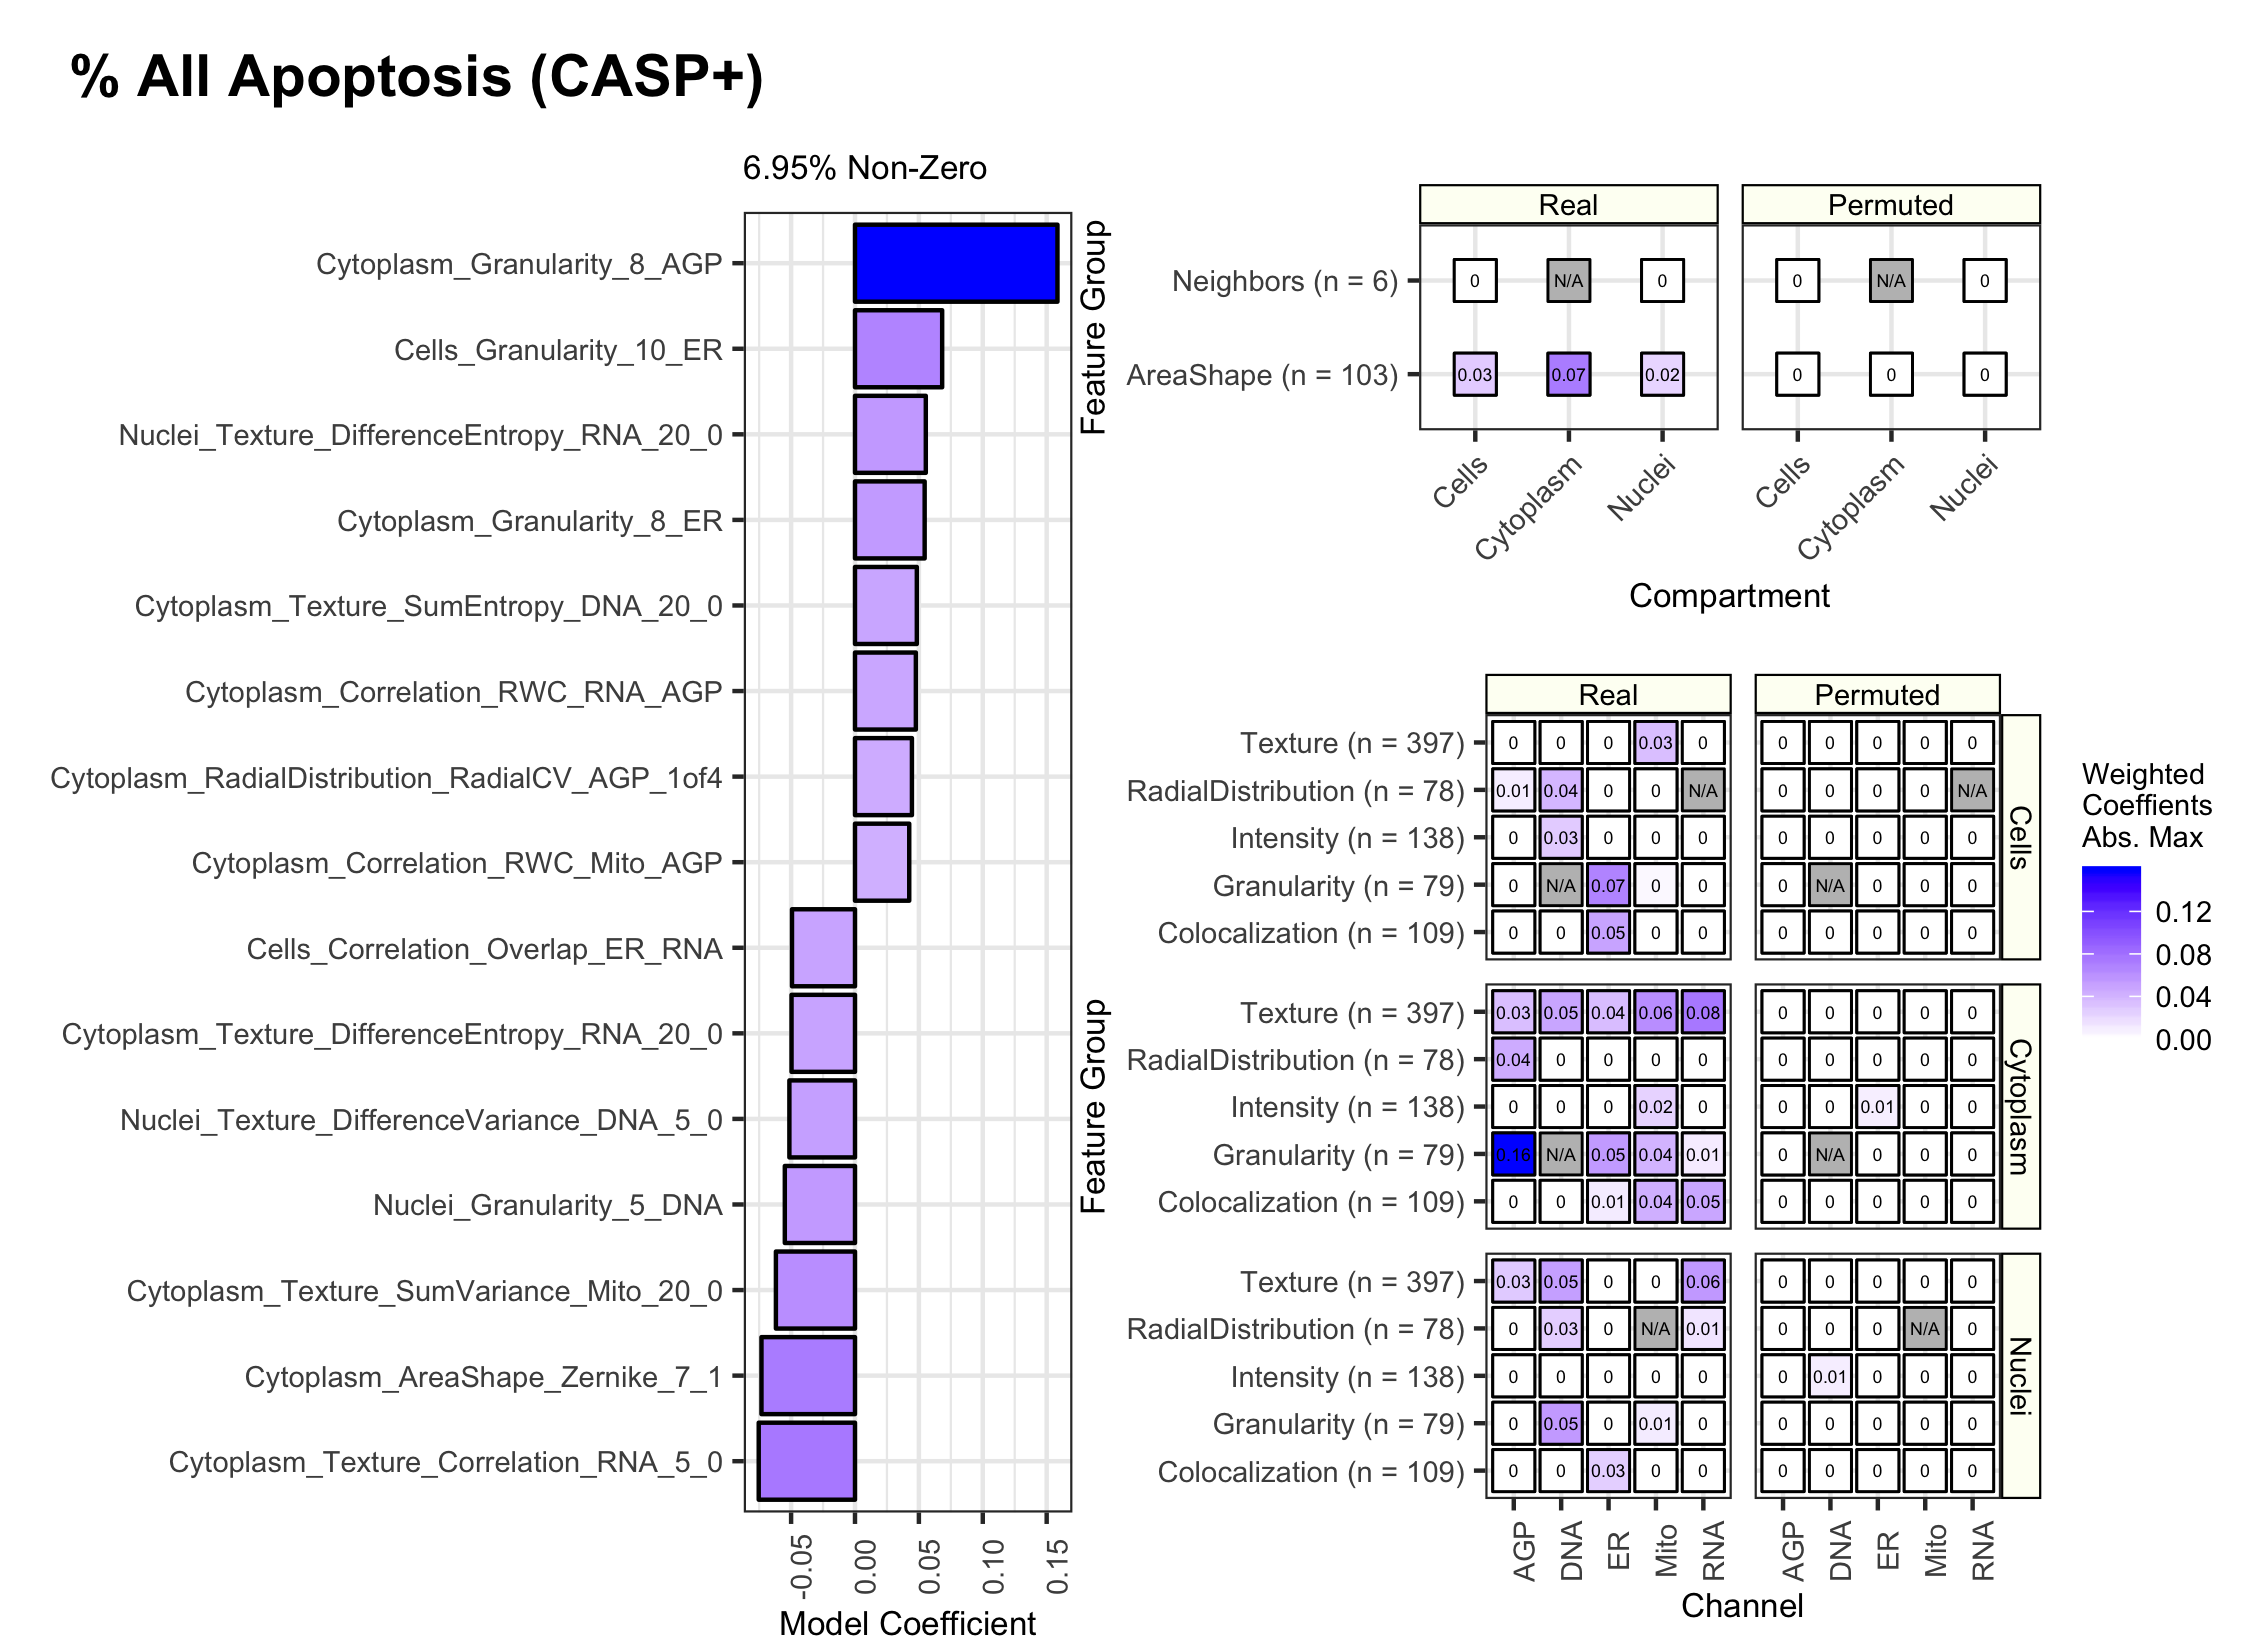 % All Apoptosis (CASP+)
6.95% Non-Zero
Cytoplasm_Granularity_8_AGP
Cells_Granularity_10_ER
Nuclei_Texture_DifferenceEntropy_RNA_20_0
Cytoplasm_Granularity_8_ER
Cytoplasm_Texture_SumEntropy_DNA_20_0
Cytoplasm_Correlation_RWC_RNA_AGP
Cytoplasm_RadialDistribution_RadialCV_AGP_1of4
Cytoplasm_Correlation_RWC_Mito_AGP
Cells_Correlation_Overlap_ER_RNA
Cytoplasm_Texture_DifferenceEntropy_RNA_20_0
Nuclei_Texture_DifferenceVariance_DNA_5_0
Nuclei_Granularity_5_DNA
Cytoplasm_Texture_SumVariance_Mito_20_0
Cytoplasm_AreaShape_Zernike_7_1
Cytoplasm_Texture_Correlation_RNA_5_0
-0.05 0.00 0.05 0.10 0.15
Model Coefficient
Feature Group
Real Permuted
Neighbors (n = 6) 0 N/A 0 0 N/A 0
AreaShape (n = 103) 0.03 0.07 0.02 0 0 0
Cells Cytoplasm Nuclei Cells Cytoplasm Nuclei
Compartment
Feature Group
Real Permuted
Texture (n = 397) 0 0 0 0.03 0 0 0 0 0 0
RadialDistribution (n = 78) 0.01 0.04 0 0 N/A 0 0 0 0 N/A
Intensity (n = 138) 0 0.03 0 0 0 0 0 0 0 0
Granularity (n = 79) 0 N/A 0.07 0 0 0 N/A 0 0 0
Colocalization (n = 109) 0 0 0.05 0 0 0 0 0 0 0
Cells
Texture (n = 397) 0.03 0.05 0.04 0.06 0.08 0 0 0 0 0
RadialDistribution (n = 78) 0.04 0 0 0 0 0 0 0 0 0
Intensity (n = 138) 0 0 0 0.02 0 0 0 0.01 0 0
Granularity (n = 79) 0.16 N/A 0.05 0.04 0.01 0 N/A 0 0 0
Colocalization (n = 109) 0 0 0.01 0.04 0.05 0 0 0 0 0
Cytoplasm
Texture (n = 397) 0.03 0.05 0 0 0.06 0 0 0 0 0
RadialDistribution (n = 78) 0 0.03 0 N/A 0.01 0 0 0 N/A 0
Intensity (n = 138) 0 0 0 0 0 0 0.01 0 0 0
Granularity (n = 79) 0 0.05 0 0.01 0 0 0 0 0 0
Colocalization (n = 109) 0 0 0.03 0 0 0 0 0 0 0
Nuclei
AGP DNA ER Mito RNA AGP DNA ER Mito RNA
Channel
Weighted
Coeffients
Abs. Max
0.12
0.08
0.04
0.00